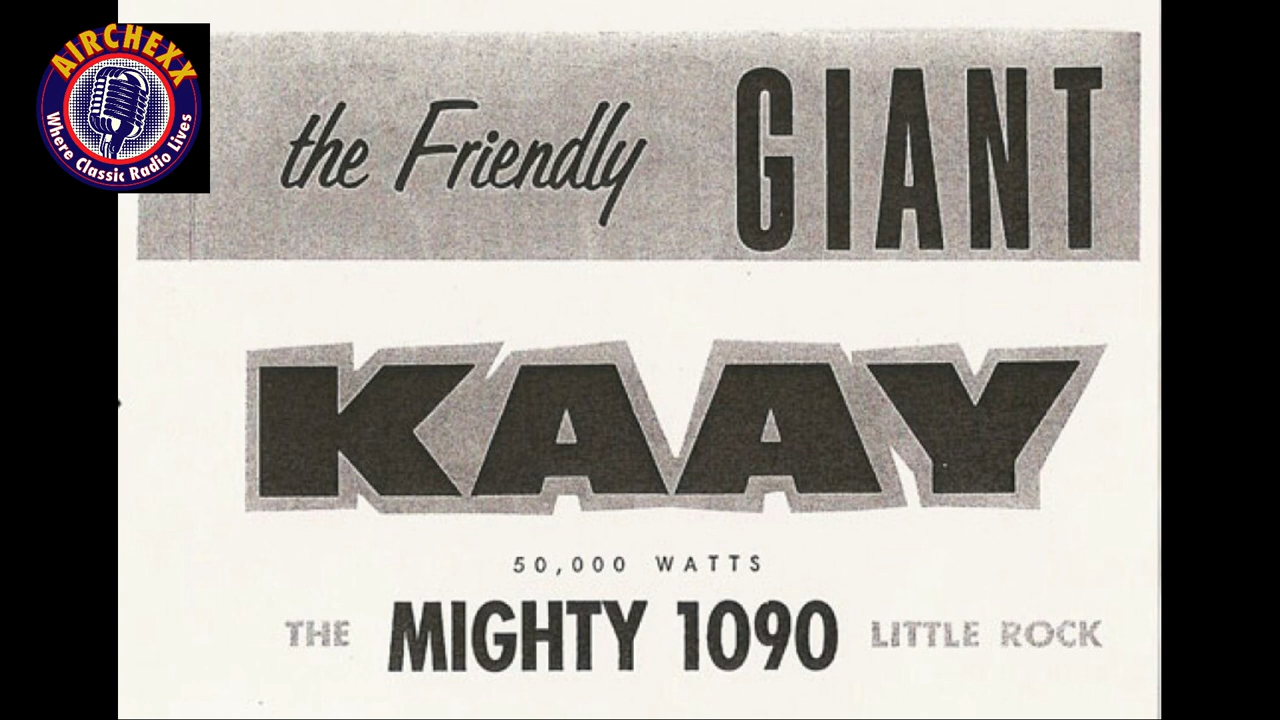 AIRCHEXX
Where Classic Radio Lives
the Friendly GIANT
KAAY
50,000 WATTS
THE MIGHTY 1090 LITTLE ROCK